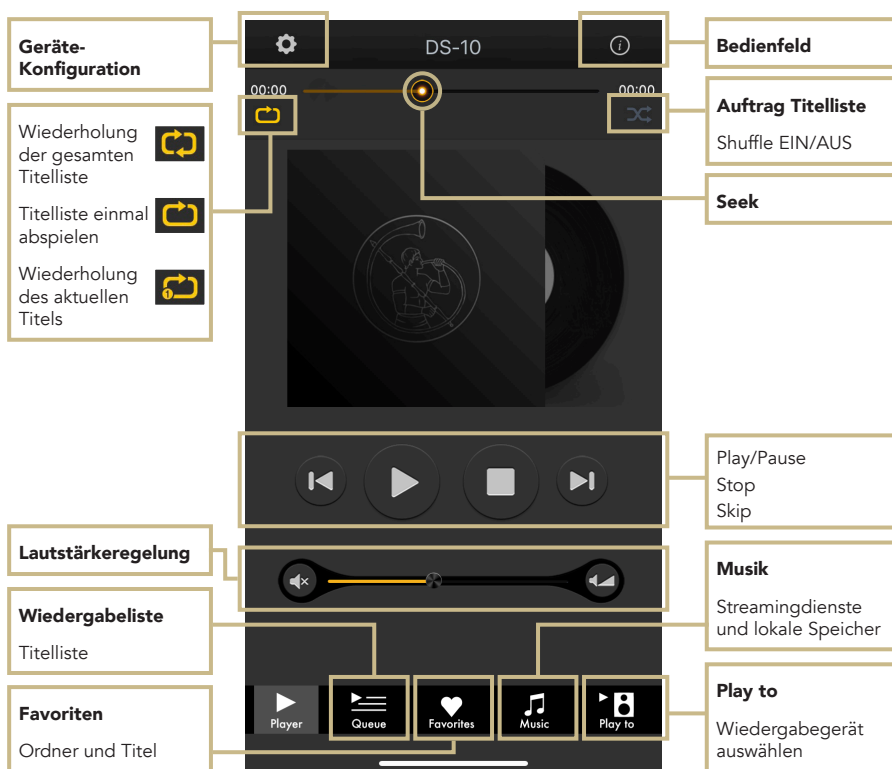 Geräte-
Konfiguration
Wiederholung
der gesamten
Titelliste
Titelliste einmal
abspielen
Wiederholung
des aktuellen
Titels
1
Lautstärkeregelung
Wiedergabeliste
Titelliste
Favoriten
Ordner und Titel
DS-10
i
00:00
00:00
Player
Queue
Favorites
Music
Play to
Bedienfeld
Auftrag Titelliste
Shuffle EIN/AUS
Seek
Play/Pause
Stop
Skip
Musik
Streamingdienste
und lokale Speicher
Play to
Wiedergabegerät
auswählen